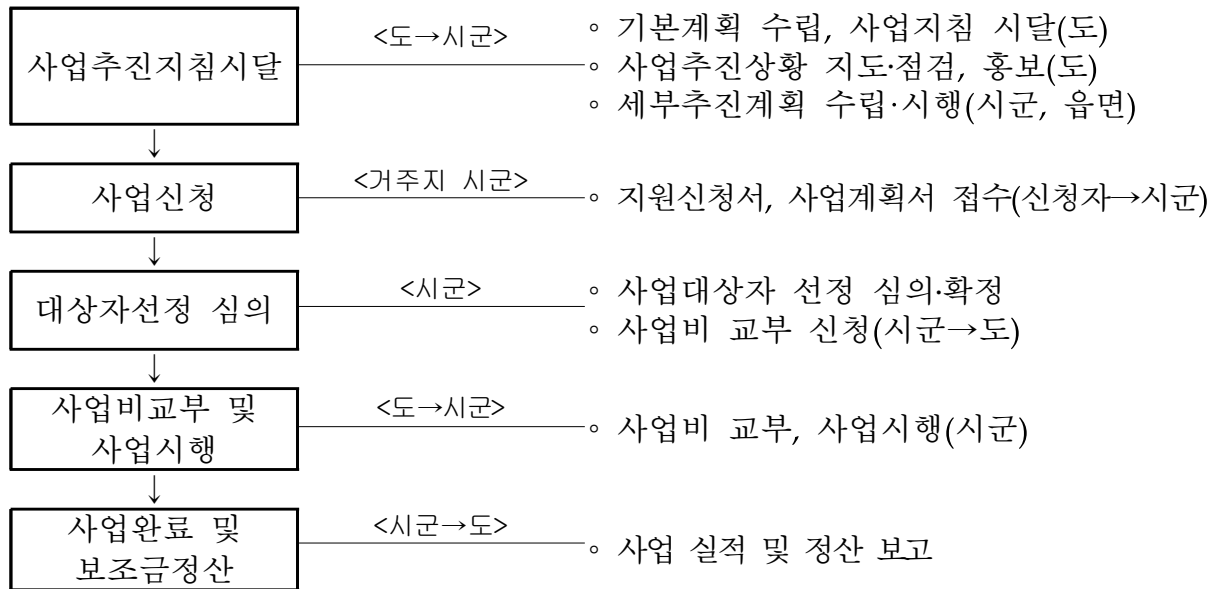 사업추진지침시달
<도→시군>
◦ 기본계획 수립, 사업지침 시달(도)
◦ 사업추진상황 지도·점검, 홍보(도)
◦ 세부추진계획 수립·시행(시군, 읍면)
↓
사업신청
<거주지 시군>
◦ 지원신청서, 사업계획서 접수(신청자→시군)
↓
대상자선정 심의
<시군>
◦ 사업대상자 선정 심의·확정
◦ 사업비 교부 신청(시군→도)
↓
사업비교부 및
사업시행
<도→시군>
◦ 사업비 교부, 사업시행(시군)
↓
사업완료 및
보조금정산
<시군→도>
◦ 사업 실적 및 정산 보고